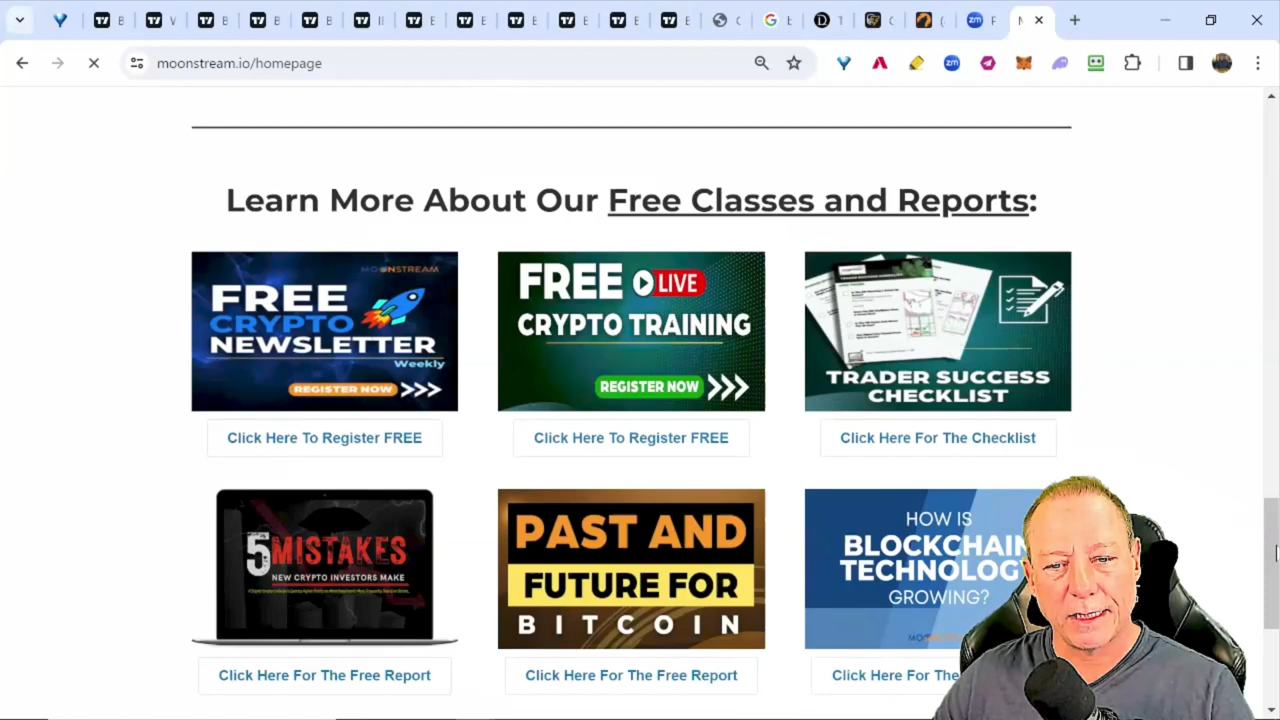 moonstream.io/homepage
Learn More About Our Free Classes and Reports:
MOONSTREAM
FREE
CRYPTO
NEWSLETTER
Weekly
REGISTER NOW >>>
Click Here To Register FREE
FREE LIVE
CRYPTO TRAINING
REGISTER NOW >>>
Click Here To Register FREE
TRADER SUCCESS
CHECKLIST
Click Here For The Checklist
5 MISTAKES
NEW CRYPTO INVESTORS MAKE
Click Here For The Free Report
PAST AND
FUTURE FOR
BITCOIN
Click Here For The Free Report
HOW IS
BLOCKCHAIN
TECHNOLOGY
GROWING?
Click Here For The